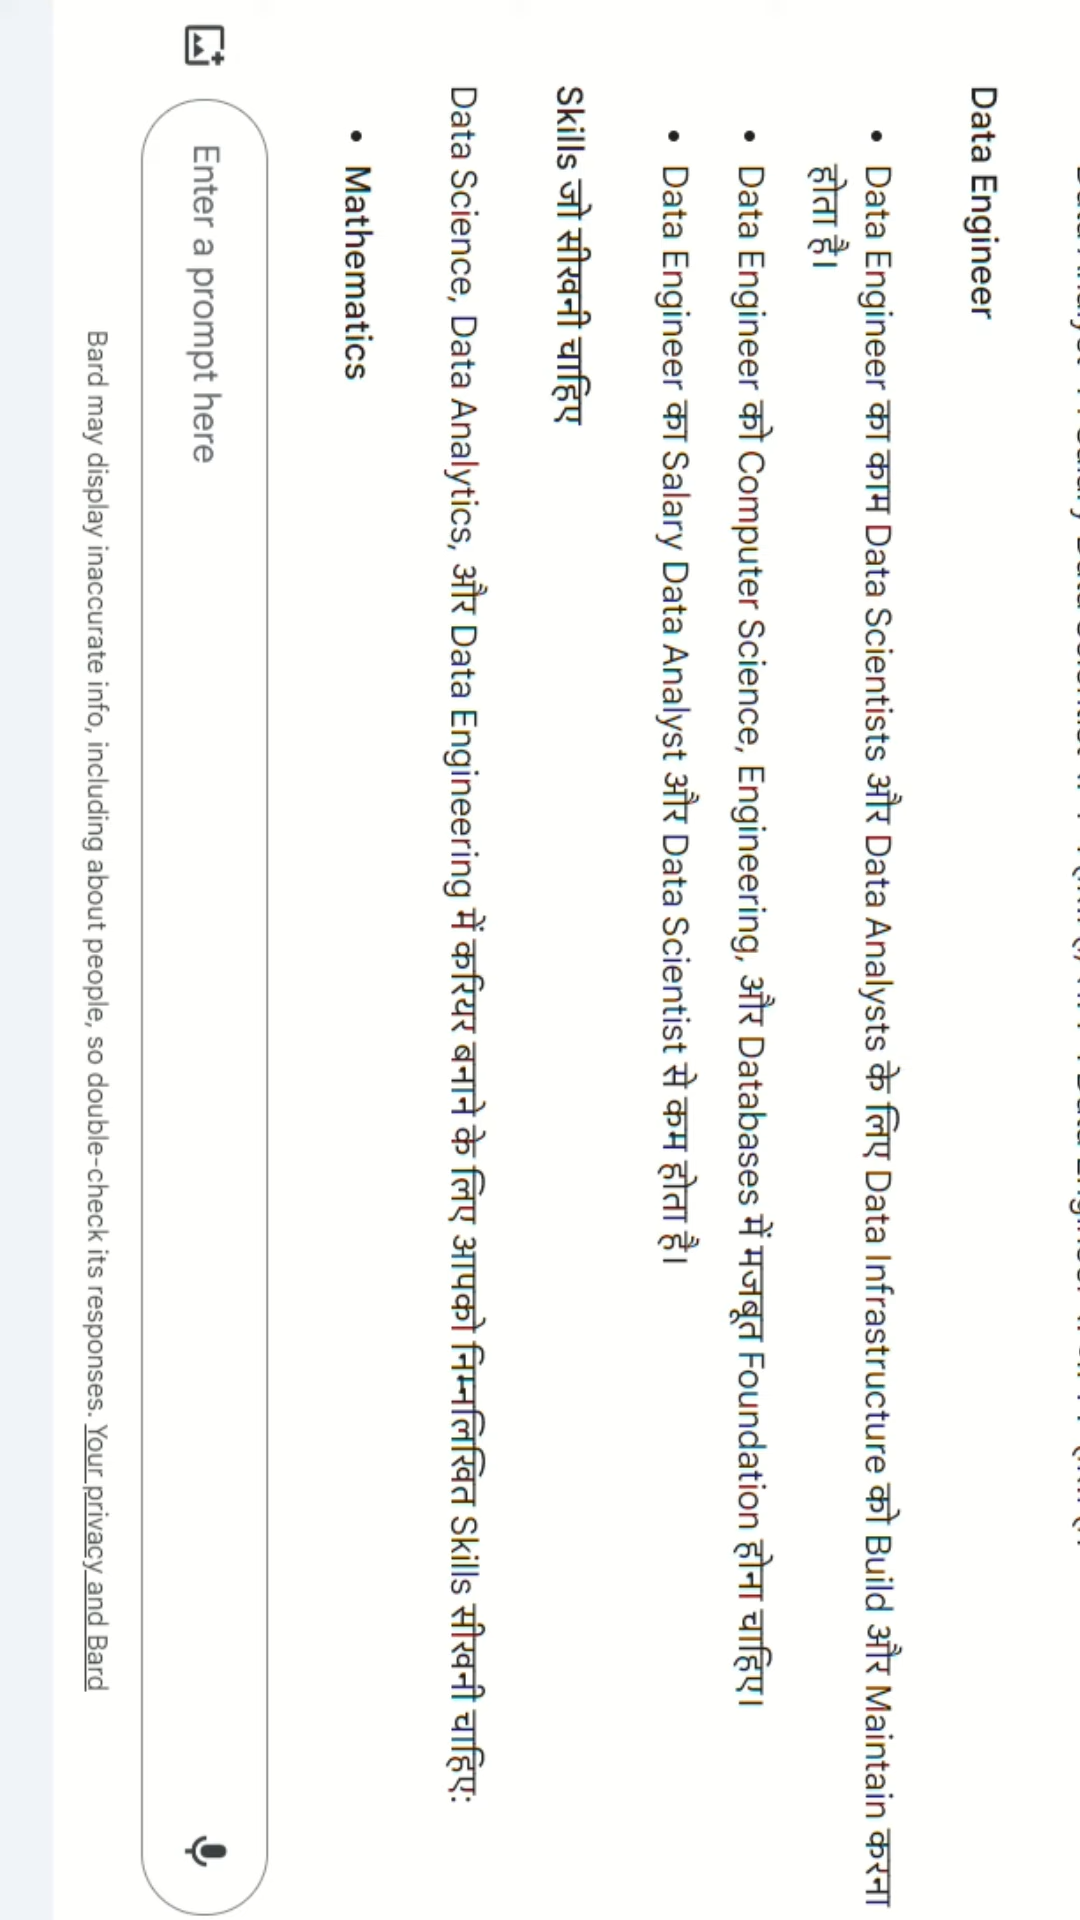 Data Engineer
• Data Engineer का काम Data Scientists और Data Analysts के लिए Data Infrastructure को Build और Maintain करना
होता है।
• Data Engineer को Computer Science, Engineering, और Databases में मजबूत Foundation होना चाहिए।
• Data Engineer का Salary Data Analyst और Data Scientist से कम होता है।
Skills जो सीखनी चाहिए
Data Science, Data Analytics, और Data Engineering में करियर बनाने के लिए आपको निम्नलिखित Skills सीखनी चाहिए:
• Mathematics
Enter a prompt here
Bard may display inaccurate info, including about people, so double-check its responses. Your privacy and Bard